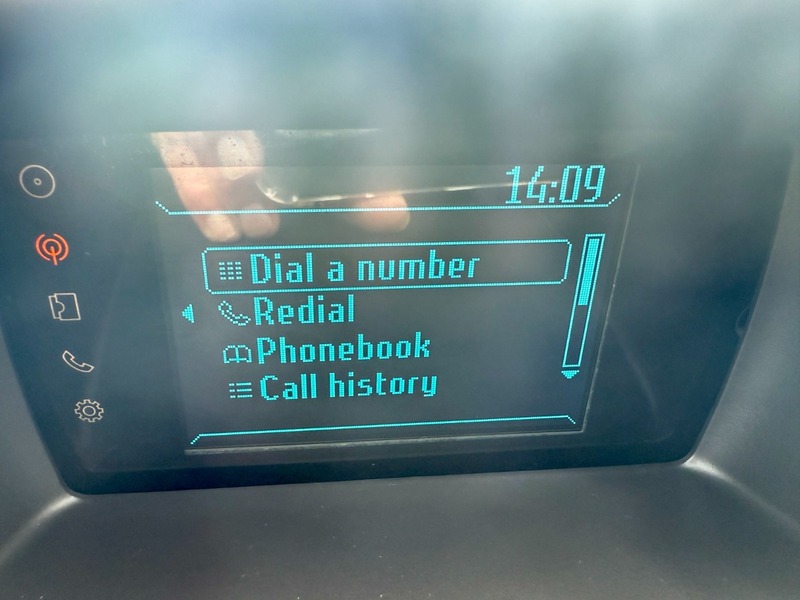 14:09
Dial a number
Redial
Phonebook
Call history